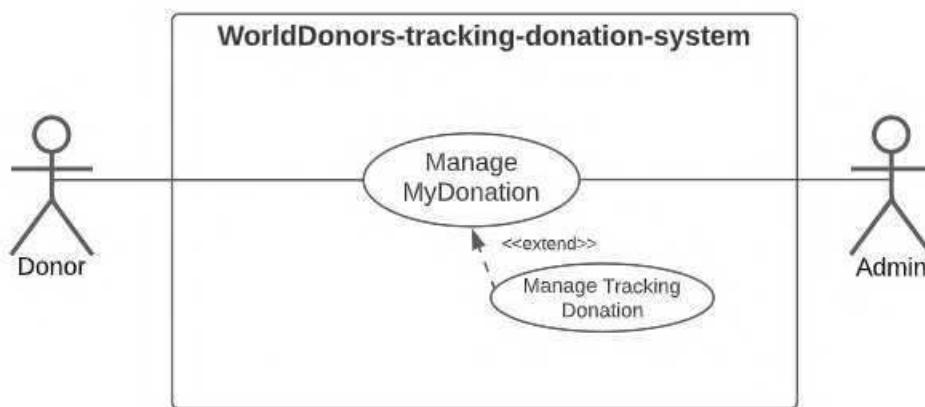 WorldDonors-tracking-donation-system
Manage
MyDonation
<<extend>>
Manage Tracking
Donation
Donor
Admin